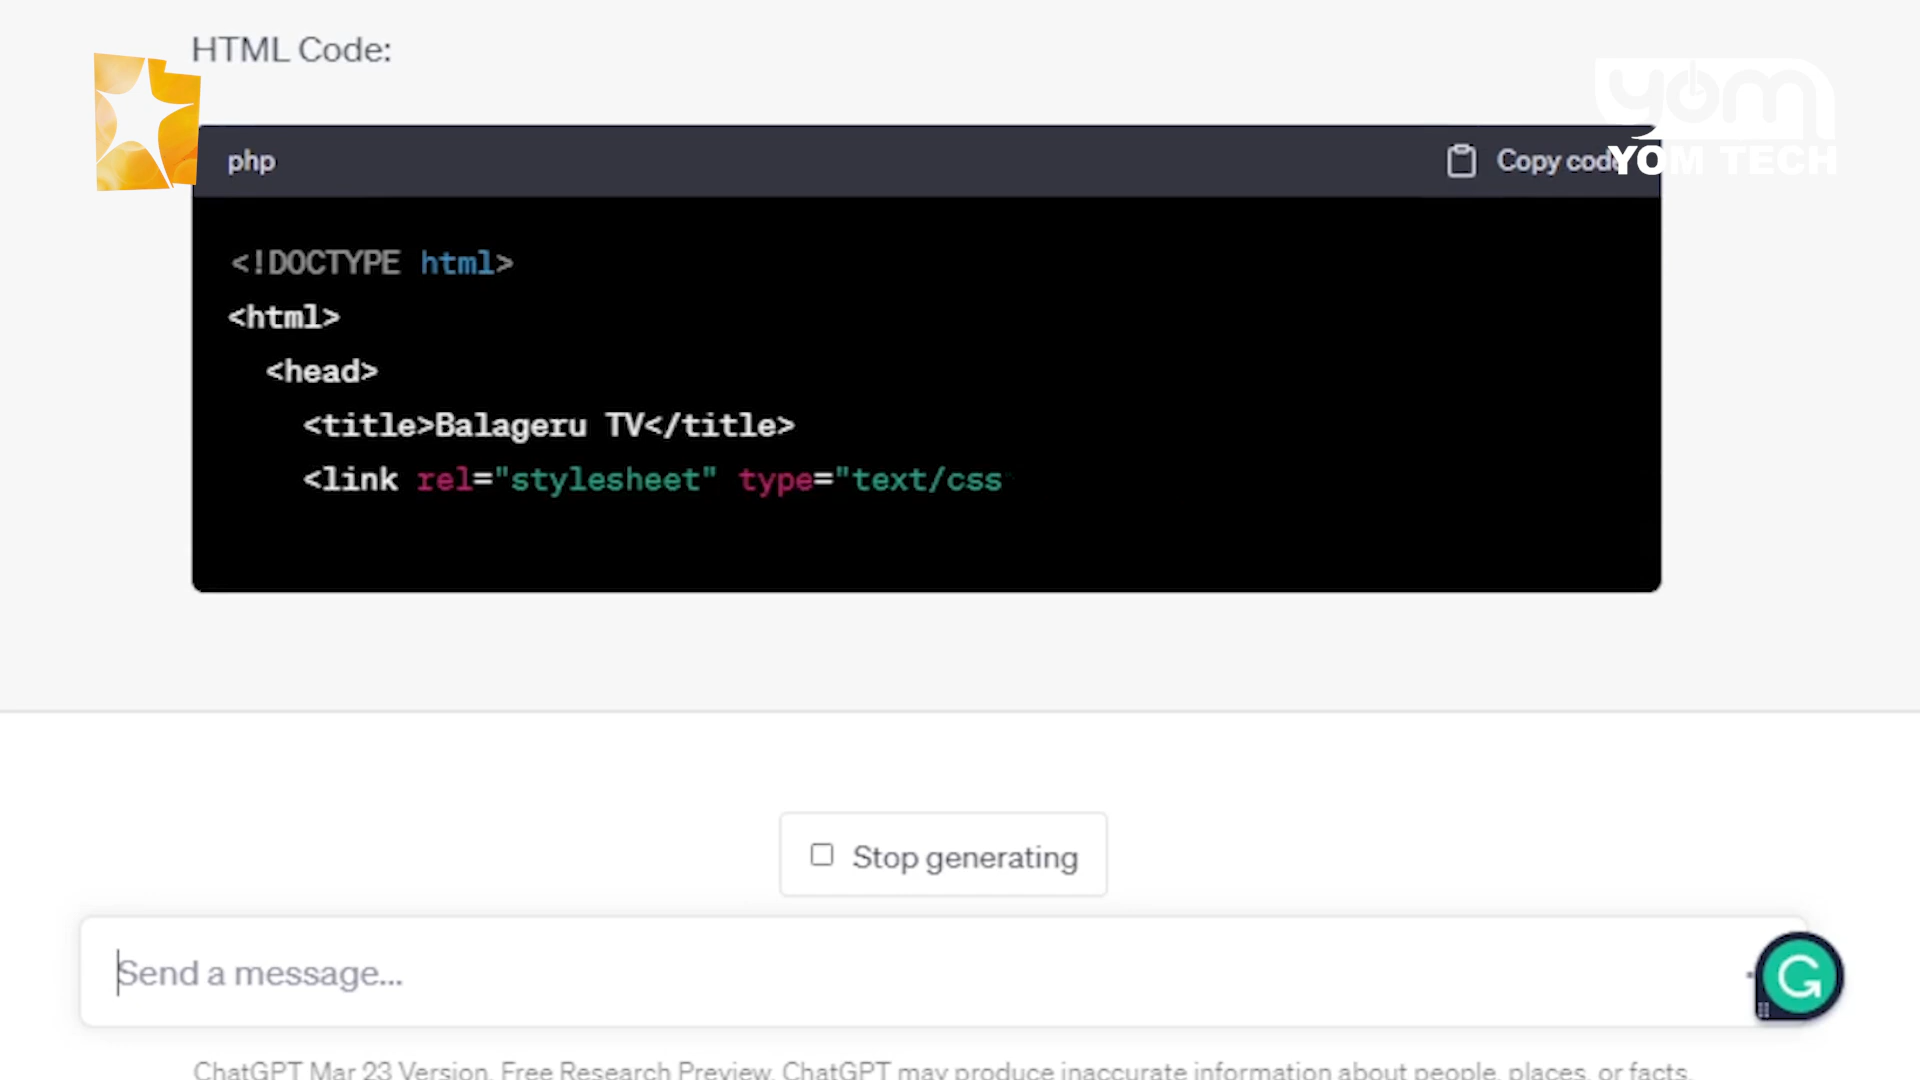 HTML Code:
yom
YOM TECH
php
Copy code
<!DOCTYPE html>
<html>
<head>
<title>Balageru TV</title>
<link rel="stylesheet" type="text/css
Stop generating
Send a message...
ChatGPT Mar 23 Version. Free Research Preview. ChatGPT may produce inaccurate information about people, places, or facts.